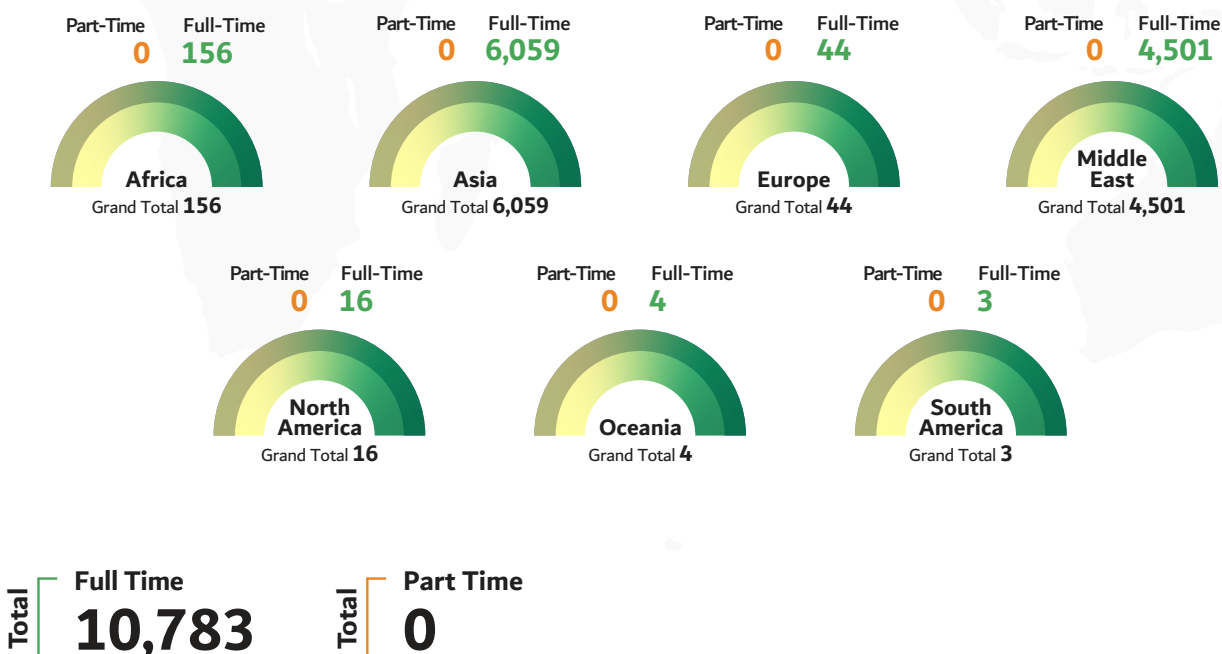 Part-Time Full-Time
0 156
Africa
Grand Total 156
Part-Time Full-Time
0 6,059
Asia
Grand Total 6,059
Part-Time Full-Time
0 44
Europe
Grand Total 44
Part-Time Full-Time
0 4,501
Middle
East
Grand Total 4,501
Part-Time Full-Time
0 16
North
America
Grand Total 16
Part-Time Full-Time
0 4
Oceania
Grand Total 4
Part-Time Full-Time
0 3
South
America
Grand Total 3
Total
Full Time
10,783
Total
Part Time
0